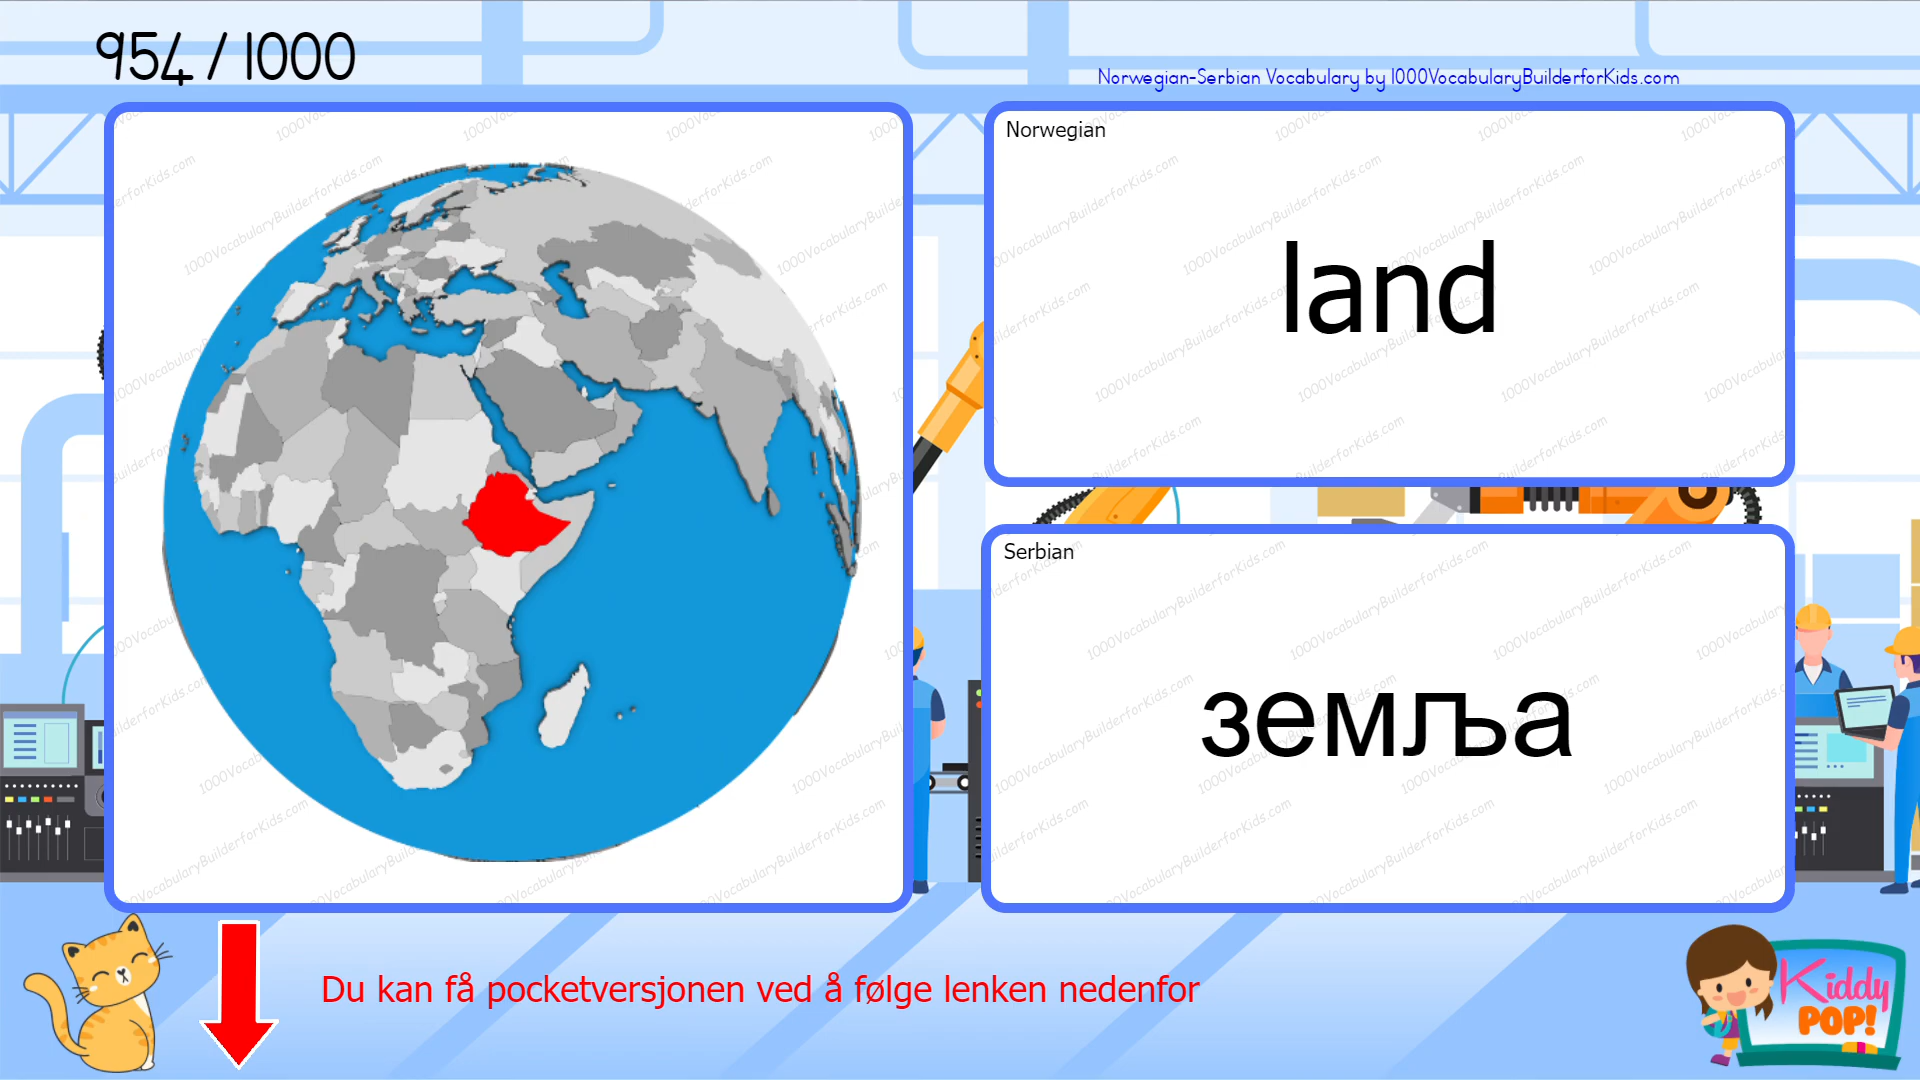 954 / 1000
Norwegian-Serbian Vocabulary by 1000VocabularyBuilderforKids.com
Norwegian
land
Serbian
земља
Du kan få pocketversjonen ved å følge lenken nedenfor
Kiddy
POP!